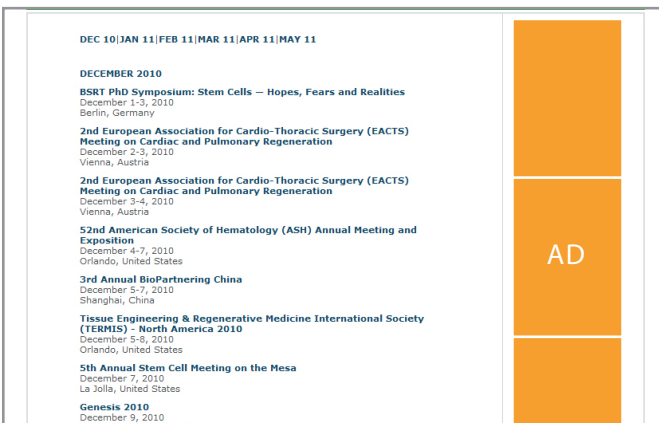 DEC 10|JAN 11|FEB 11|MAR 11|APR 11|MAY 11
DECEMBER 2010
BSRT PhD Symposium: Stem Cells — Hopes, Fears and Realities
December 1-3, 2010
Berlin, Germany
2nd European Association for Cardio-Thoracic Surgery (EACTS)
Meeting on Cardiac and Pulmonary Regeneration
December 2-3, 2010
Vienna, Austria
2nd European Association for Cardio-Thoracic Surgery (EACTS)
Meeting on Cardiac and Pulmonary Regeneration
December 3-4, 2010
Vienna, Austria
52nd American Society of Hematology (ASH) Annual Meeting and
Exposition
December 4-7, 2010
Orlando, United States
3rd Annual BioPartnering China
December 5-7, 2010
Shanghai, China
Tissue Engineering & Regenerative Medicine International Society
(TERMIS) - North America 2010
December 5-8, 2010
Orlando, United States
5th Annual Stem Cell Meeting on the Mesa
December 7, 2010
La Jolla, United States
Genesis 2010
December 9, 2010
AD